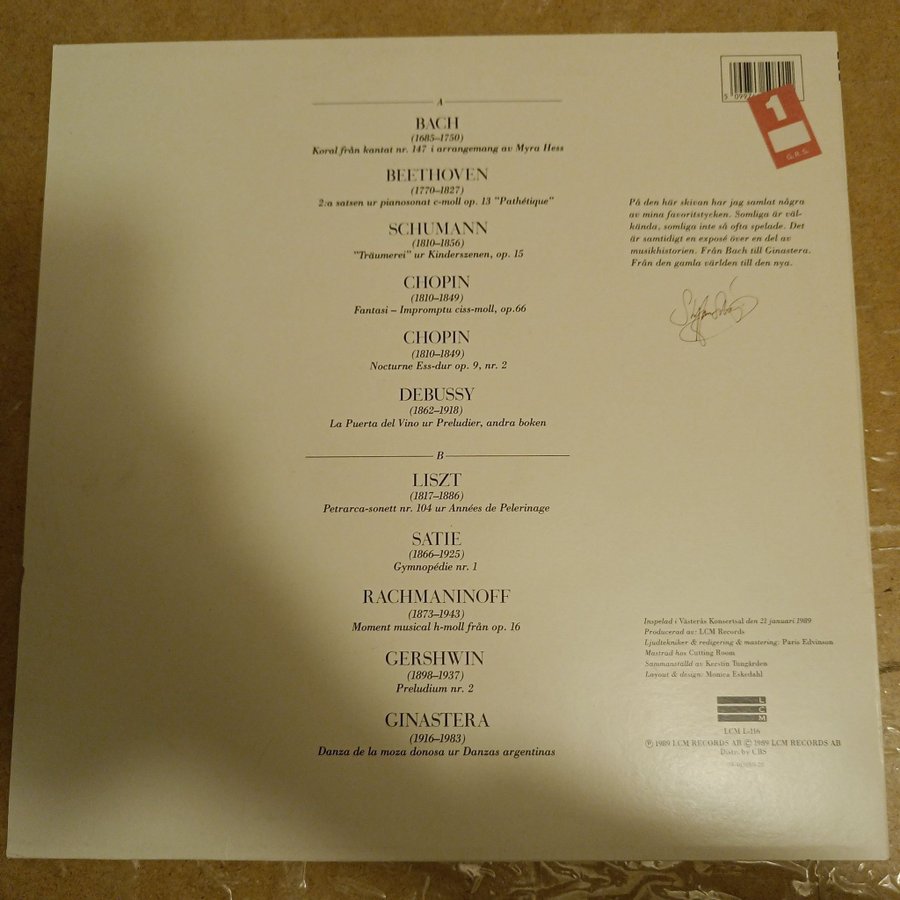 A
BACH
(1685–1750)
Koral från kantat nr. 147 i arrangemang av Myra Hess
BEETHOVEN
(1770–1827)
2:a satsen ur pianosonat c-moll op. 13 "Pathétique"
SCHUMANN
(1810–1856)
"Träumerei" ur Kinderszenen, op. 15
CHOPIN
(1810–1849)
Fantasi – Impromptu ciss-moll, op.66
CHOPIN
(1810–1849)
Nocturne Ess-dur op. 9, nr. 2
DEBUSSY
(1862–1918)
La Puerta del Vino ur Preludier, andra boken
B
LISZT
(1817–1886)
Petrarca-sonett nr. 104 ur Années de Pelerinage
SATIE
(1866–1925)
Gymnopédie nr. 1
RACHMANINOFF
(1873–1943)
Moment musical h-moll från op. 16
GERSHWIN
(1898–1937)
Preludium nr. 2
GINASTERA
(1916–1983)
Danza de la moza donosa ur Danzas argentinas
1
G.R.S.
På den här skivan har jag samlat några
av mina favoritstycken. Somliga är väl-
kända, somliga inte så ofta spelade. Det
är samtidigt en exposé över en del av
musikhistorien. Från Bach till Ginastera.
Från den gamla världen till den nya.
Inspelad i Västerås Konsertsal den 21 januari 1989
Producerad av: LCM Records
Ljudtekniker & redigering & mastering: Paris Edvinson
Mastrad hos Cutting Room
Sammanställd av Kerstin Tungården
Layout & design: Monica Eskedahl
LCM
LCM L-116
Ⓟ 1989 LCM RECORDS AB © 1989 LCM RECORDS AB
Distr. by CBS